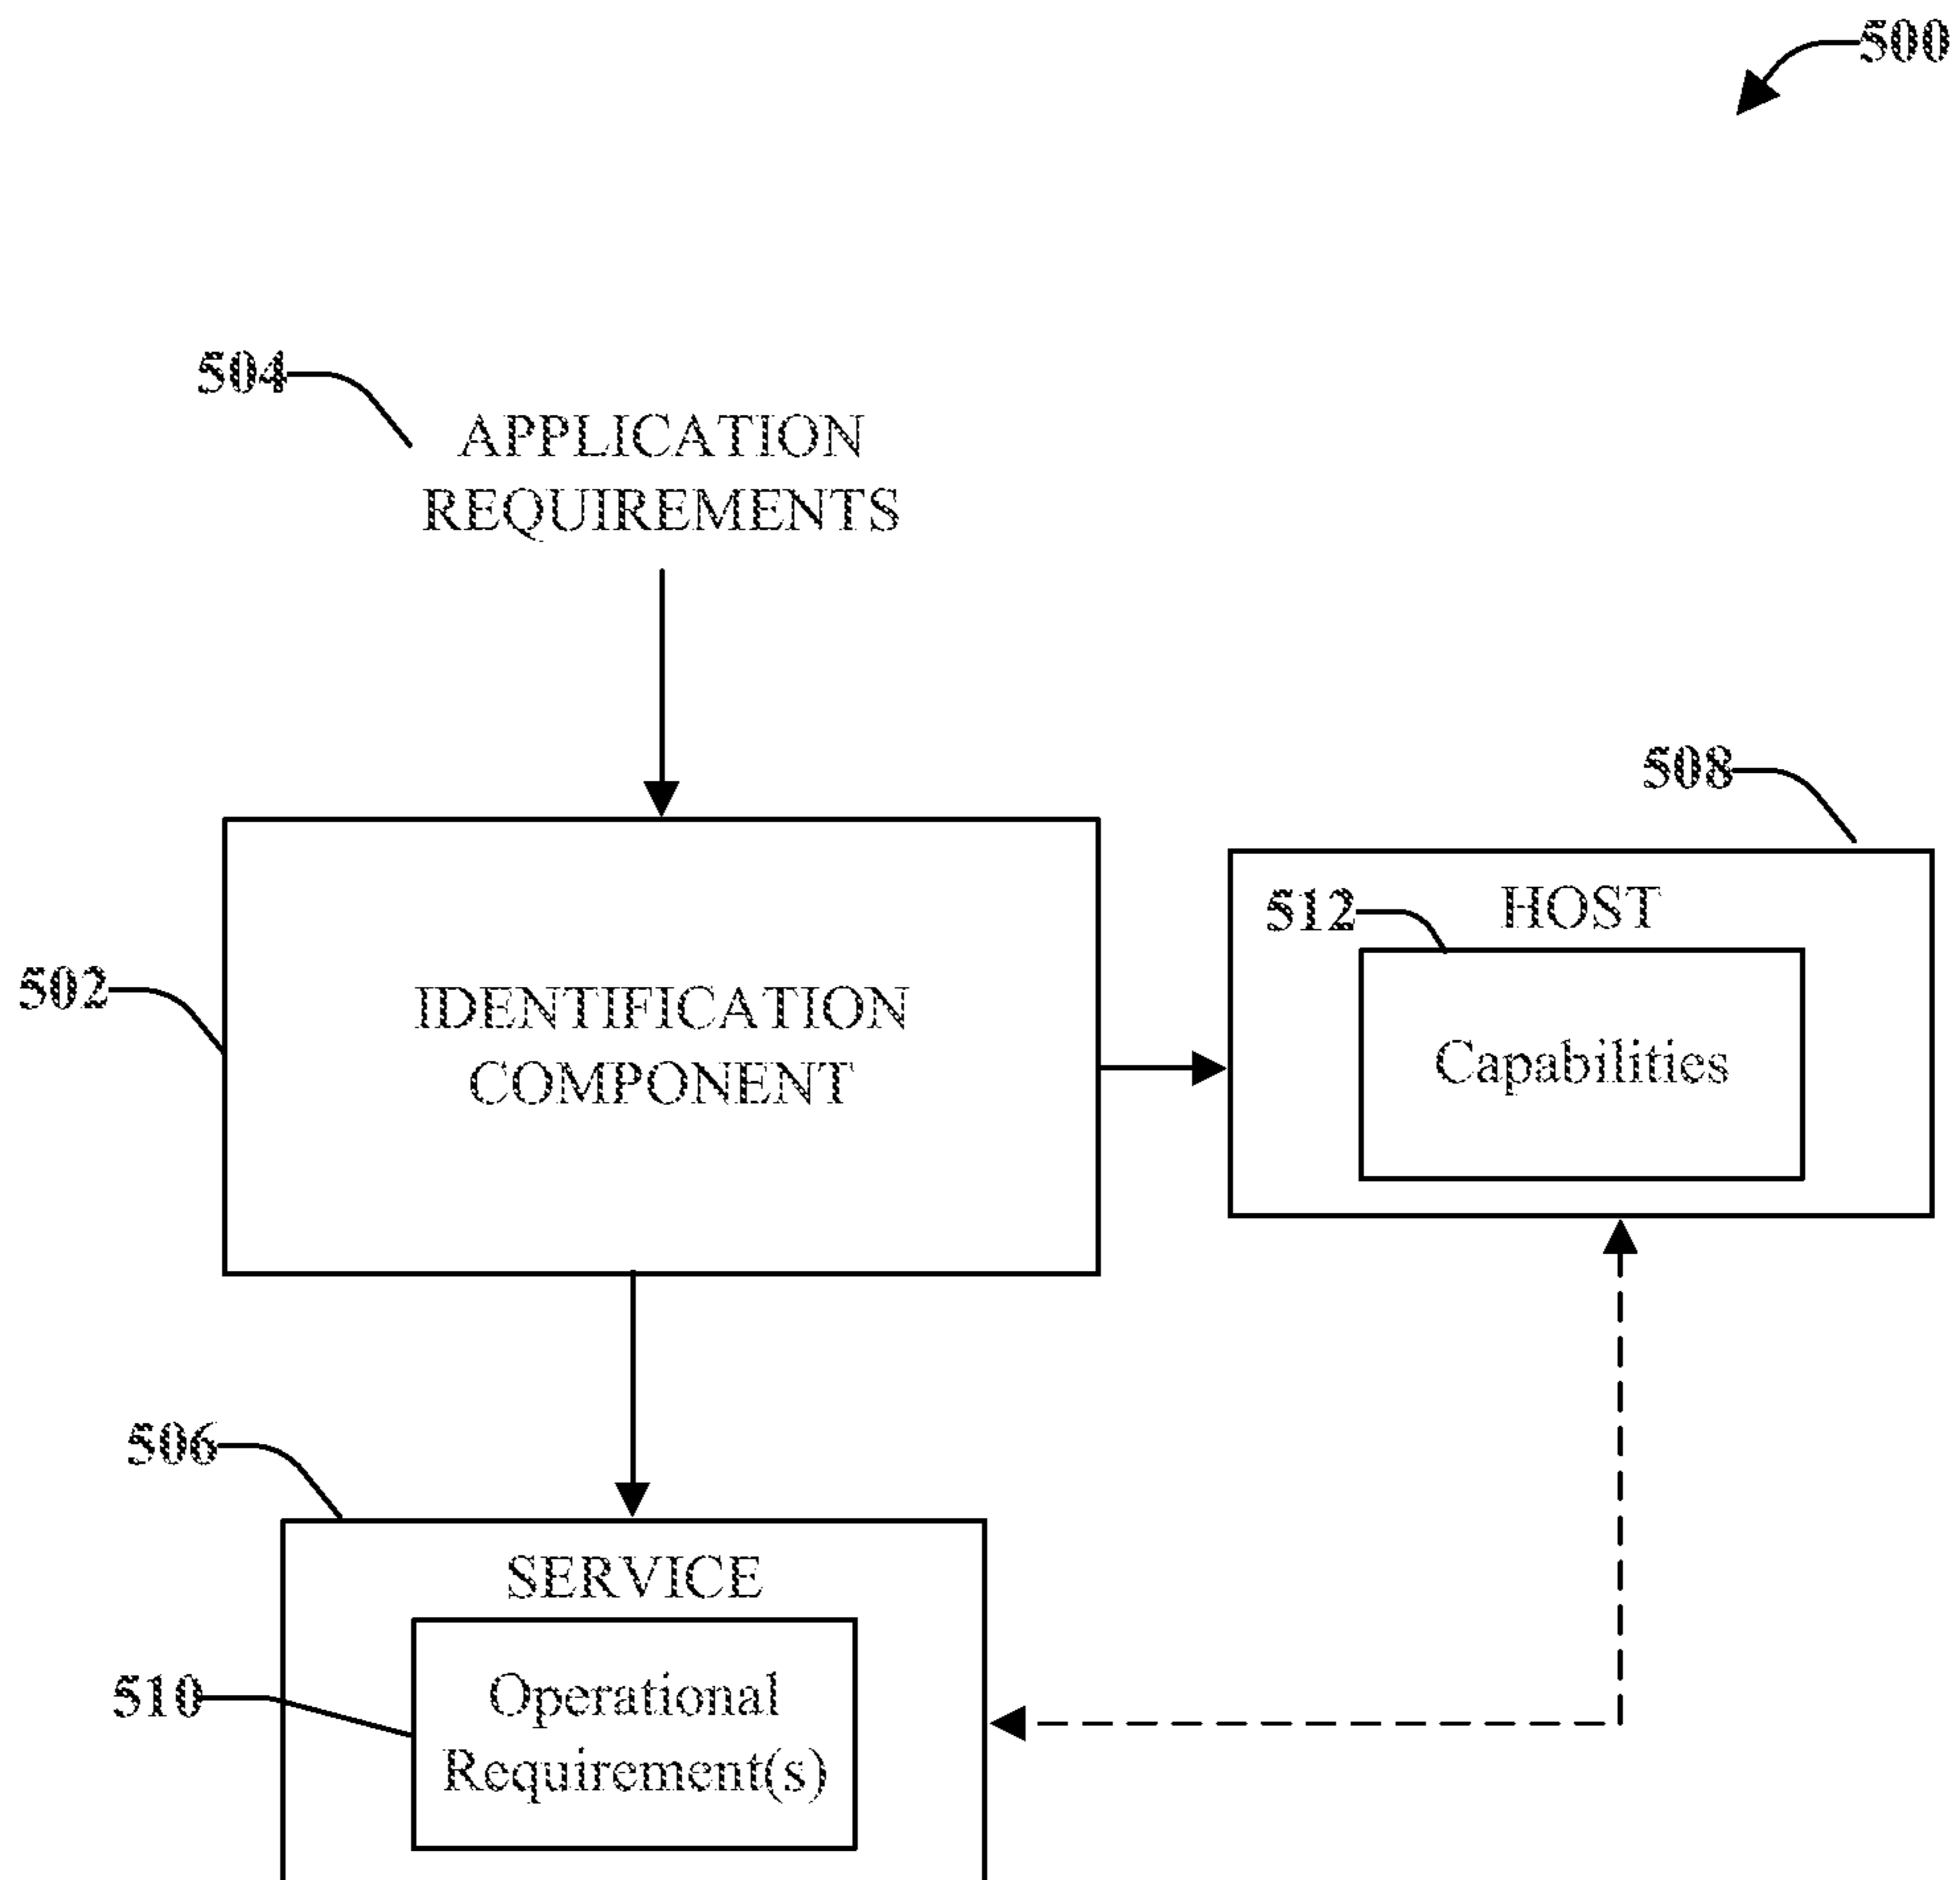 500
504
APPLICATION
REQUIREMENTS
508
512
HOST
502
IDENTIFICATION
COMPONENT
Capabilities
506
SERVICE
510
Operational
Requirement(s)